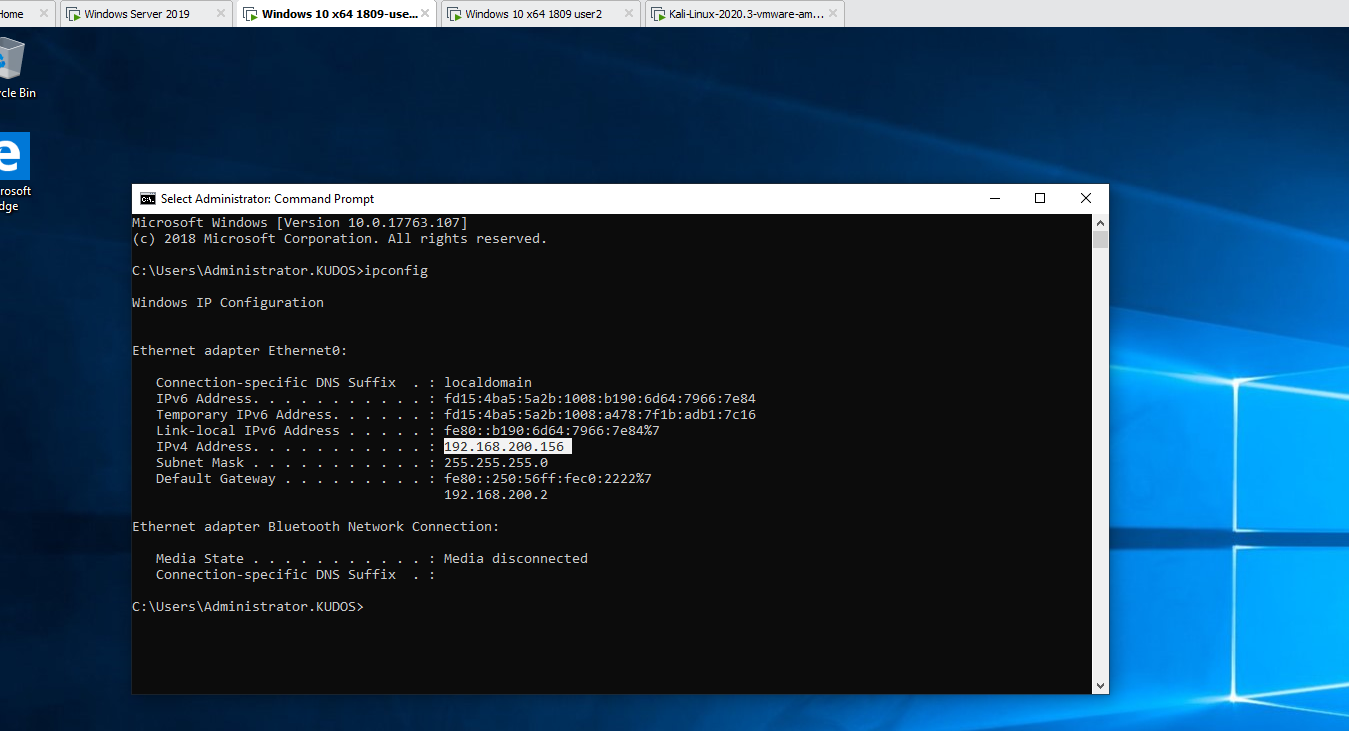 Home
Windows Server 2019
Windows 10 x64 1809-use...
Windows 10 x64 1809 user2
Kali-Linux-2020.3-vmware-am...
cle Bin
rosoft
dge
Select Administrator: Command Prompt
Microsoft Windows [Version 10.0.17763.107]
(c) 2018 Microsoft Corporation. All rights reserved.
C:\Users\Administrator.KUDOS>ipconfig
Windows IP Configuration
Ethernet adapter Ethernet0:
Connection-specific DNS Suffix  . : localdomain
IPv6 Address. . . . . . . . . . . : fd15:4ba5:5a2b:1008:b190:6d64:7966:7e84
Temporary IPv6 Address. . . . . . : fd15:4ba5:5a2b:1008:a478:7f1b:adb1:7c16
Link-local IPv6 Address . . . . . : fe80::b190:6d64:7966:7e84%7
IPv4 Address. . . . . . . . . . . : 192.168.200.156
Subnet Mask . . . . . . . . . . . : 255.255.255.0
Default Gateway . . . . . . . . . : fe80::250:56ff:fec0:2222%7
192.168.200.2
Ethernet adapter Bluetooth Network Connection:
Media State . . . . . . . . . . . : Media disconnected
Connection-specific DNS Suffix  . :
C:\Users\Administrator.KUDOS>